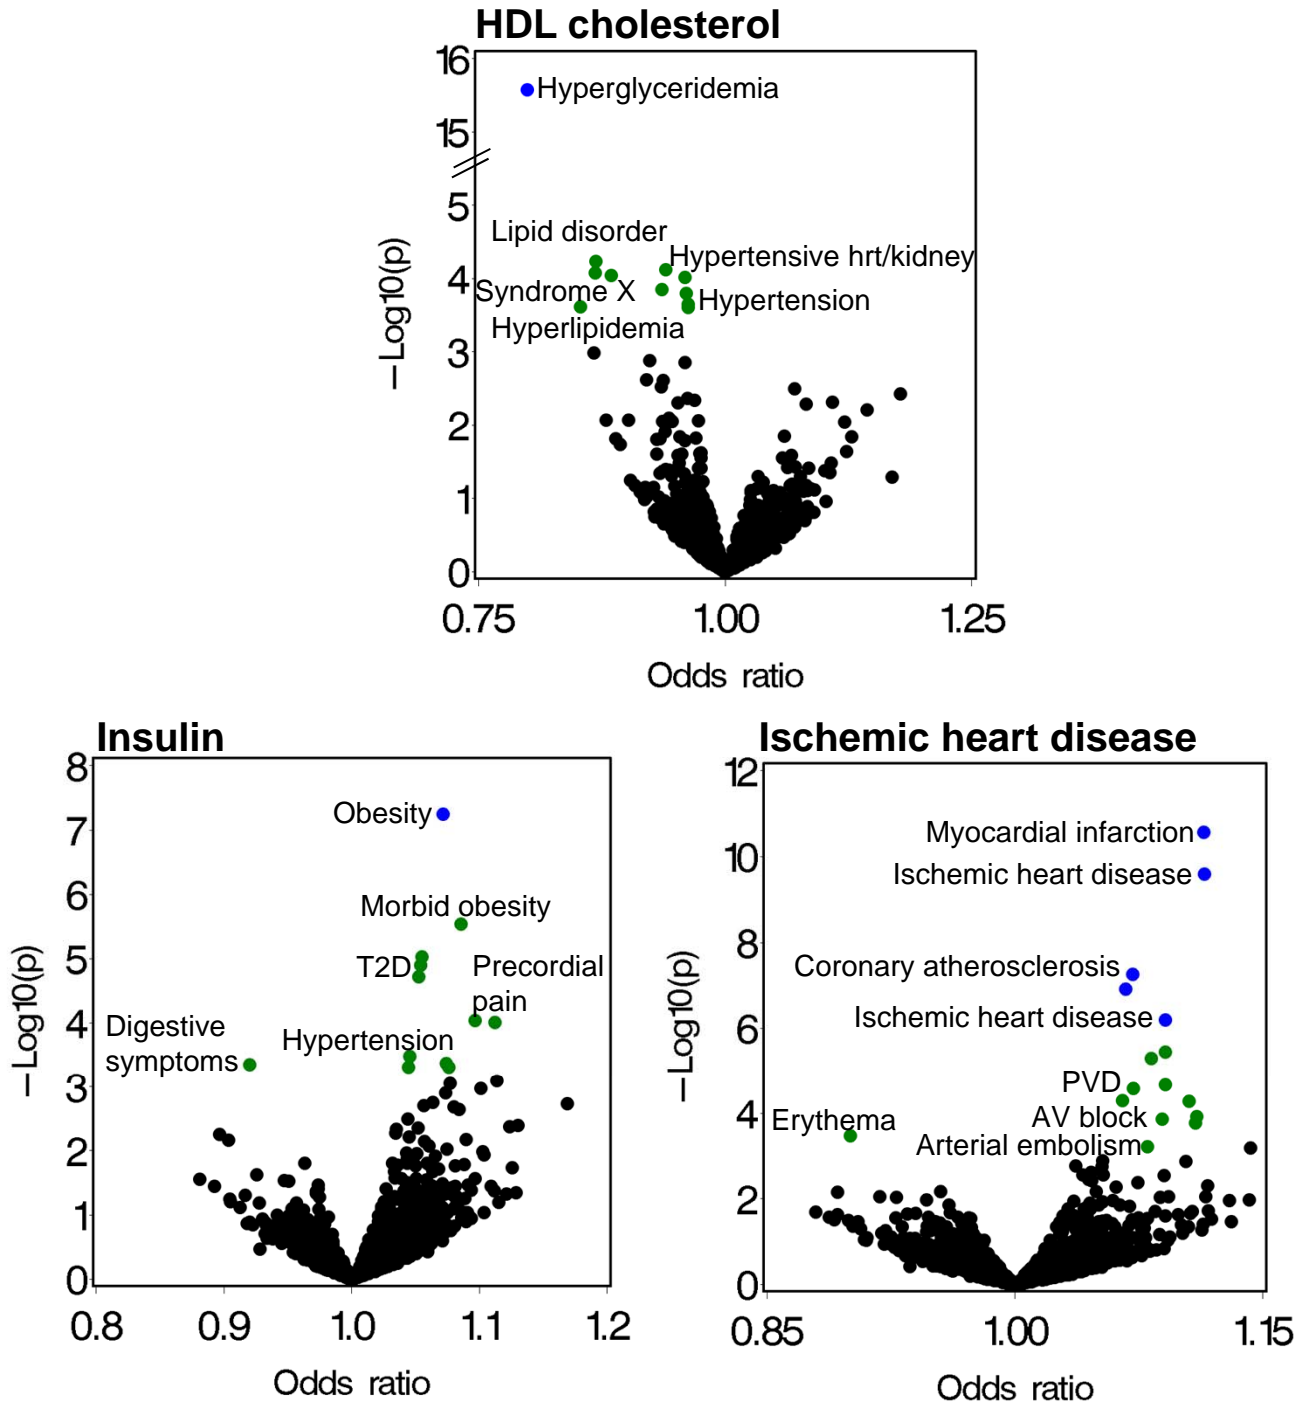 HDL cholesterol
16
Hyperglyceridemia
15
5
Lipid disorder
Hypertensive hrt/kidney
4
Syndrome X
Hypertension
Hyperlipidemia
3
2
1
0
−Log10(p)
0.75 1.00 1.25
Odds ratio
Insulin
8
Obesity
7
6
Morbid obesity
5
T2D
Precordial
pain
4
Digestive
symptoms
Hypertension
3
2
1
0
−Log10(p)
0.8 0.9 1.0 1.1 1.2
Odds ratio
Ischemic heart disease
12
Myocardial infarction
10
Ischemic heart disease
8
Coronary atherosclerosis
6
Ischemic heart disease
PVD
4
AV block
Erythema
Arterial embolism
2
0
−Log10(p)
0.85 1.00 1.15
Odds ratio